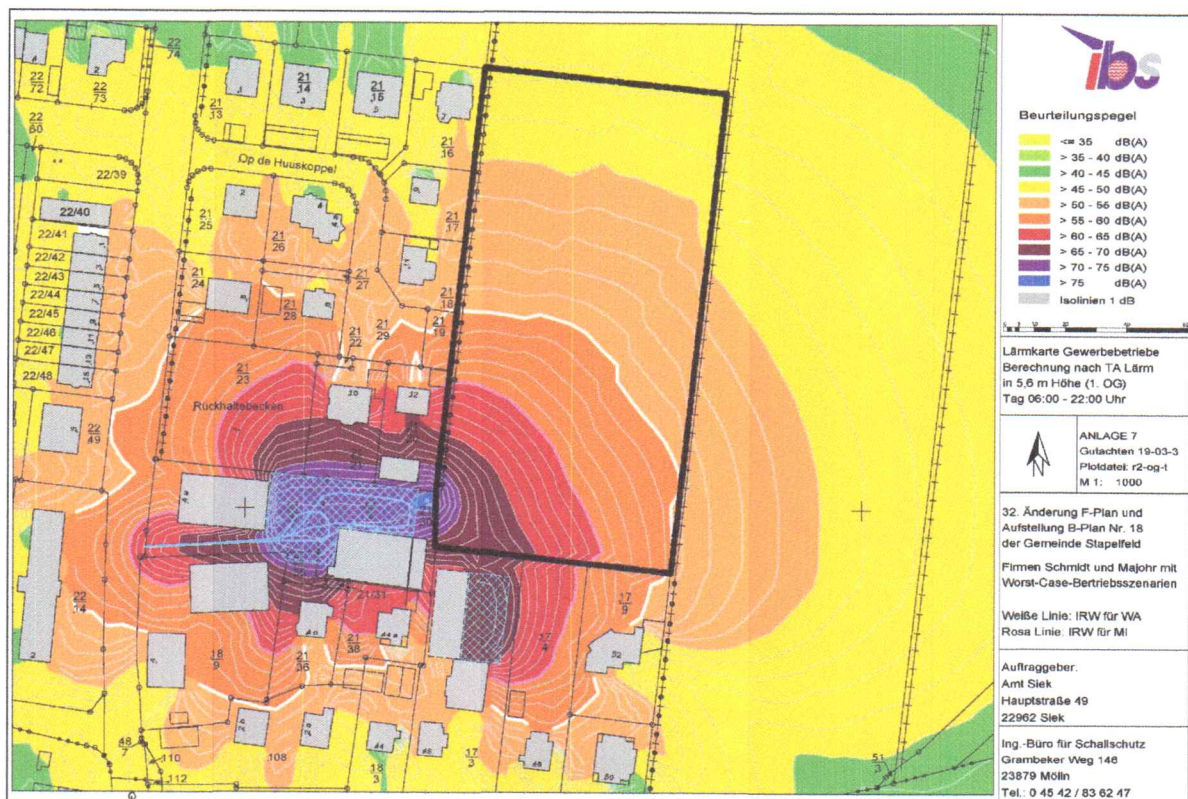 ibs
Beurteilungspegel
<= 35 dB(A)
> 35 - 40 dB(A)
> 40 - 45 dB(A)
> 45 - 50 dB(A)
> 50 - 55 dB(A)
> 55 - 60 dB(A)
> 60 - 65 dB(A)
> 65 - 70 dB(A)
> 70 - 75 dB(A)
> 75 dB(A)
Isolinien 1 dB
Lärmkarte Gewerbebetriebe
Berechnung nach TA Lärm
in 5,6 m Höhe (1. OG)
Tag 06:00 - 22:00 Uhr
ANLAGE 7
Gutachten 19-03-3
Plotdatei: r2-og-t
M 1: 1000
32. Änderung F-Plan und
Aufstellung B-Plan Nr. 18
der Gemeinde Stapelfeld
Firmen Schmidt und Majohr mit
Worst-Case-Bertriebsszenarien
Weiße Linie: IRW für WA
Rosa Linie: IRW für MI
Auftraggeber:
Amt Siek
Hauptstraße 49
22962 Siek
Ing.-Büro für Schallschutz
Grambeker Weg 146
23879 Mölln
Tel.: 0 45 42 / 83 62 47
22
74
22
72
22
73
21
13
21
14
21
15
22
60
21
16
Op de Huuskoppel
22/39
22/40
21
25
21
26
21
17
22/41
22/42
22/43
22/44
22/45
22/46
22/47
22/48
21
24
21
27
21
28
21
18
21
29
21
19
21
22
21
23
Rückhaltebecken
22
49
22
14
21/31
17
9
17
4
18
9
21
36
21
38
48
7
110
112
108
18
3
17
3
51
3